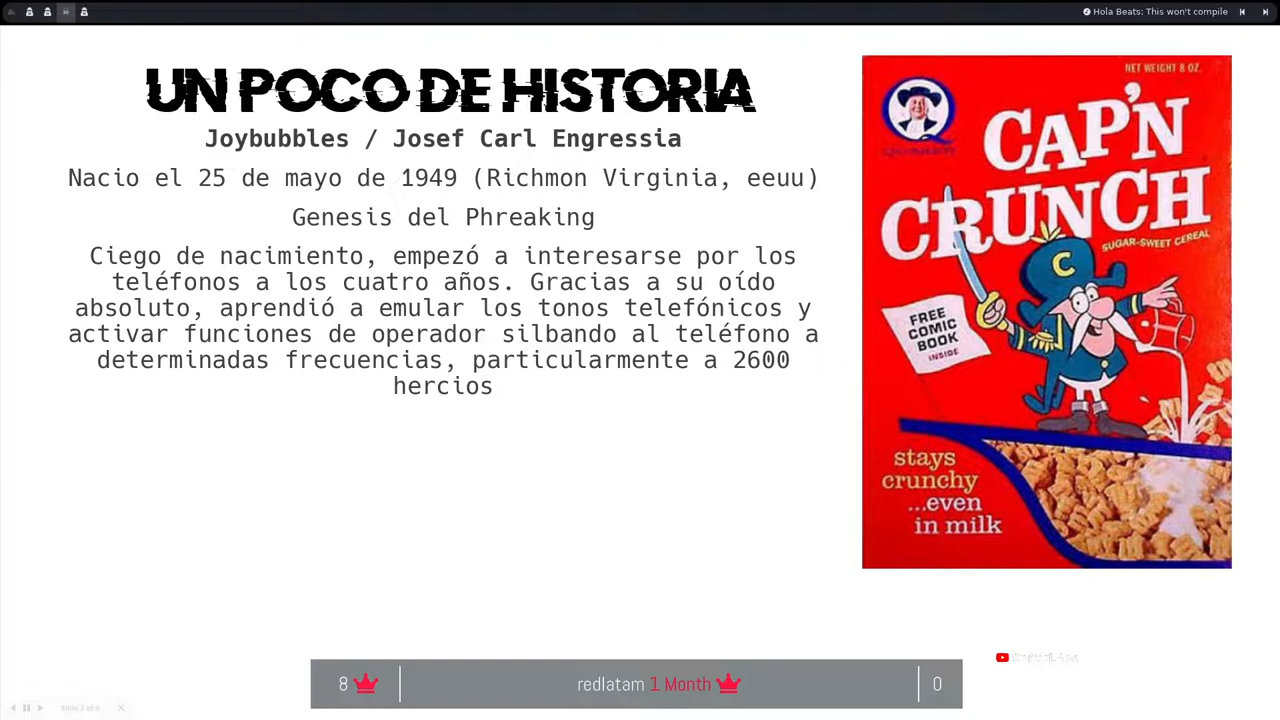 Hola Beats: This won't compile
UN POCO DE HISTORIA
Joybubbles / Josef Carl Engressia
Nacio el 25 de mayo de 1949 (Richmon Virginia, eeuu)
Genesis del Phreaking
Ciego de nacimiento, empezó a interesarse por los
teléfonos a los cuatro años. Gracias a su oído
absoluto, aprendió a emular los tonos telefónicos y
activar funciones de operador silbando al teléfono a
determinadas frecuencias, particularmente a 2600
hercios
NET WEIGHT 8 OZ.
QUAKER
CAP'N
CRUNCH
SUGAR-SWEET CEREAL
C
FREE
COMIC
BOOK
INSIDE
stays
crunchy
...even
in milk
8
redlatam 1 Month
0